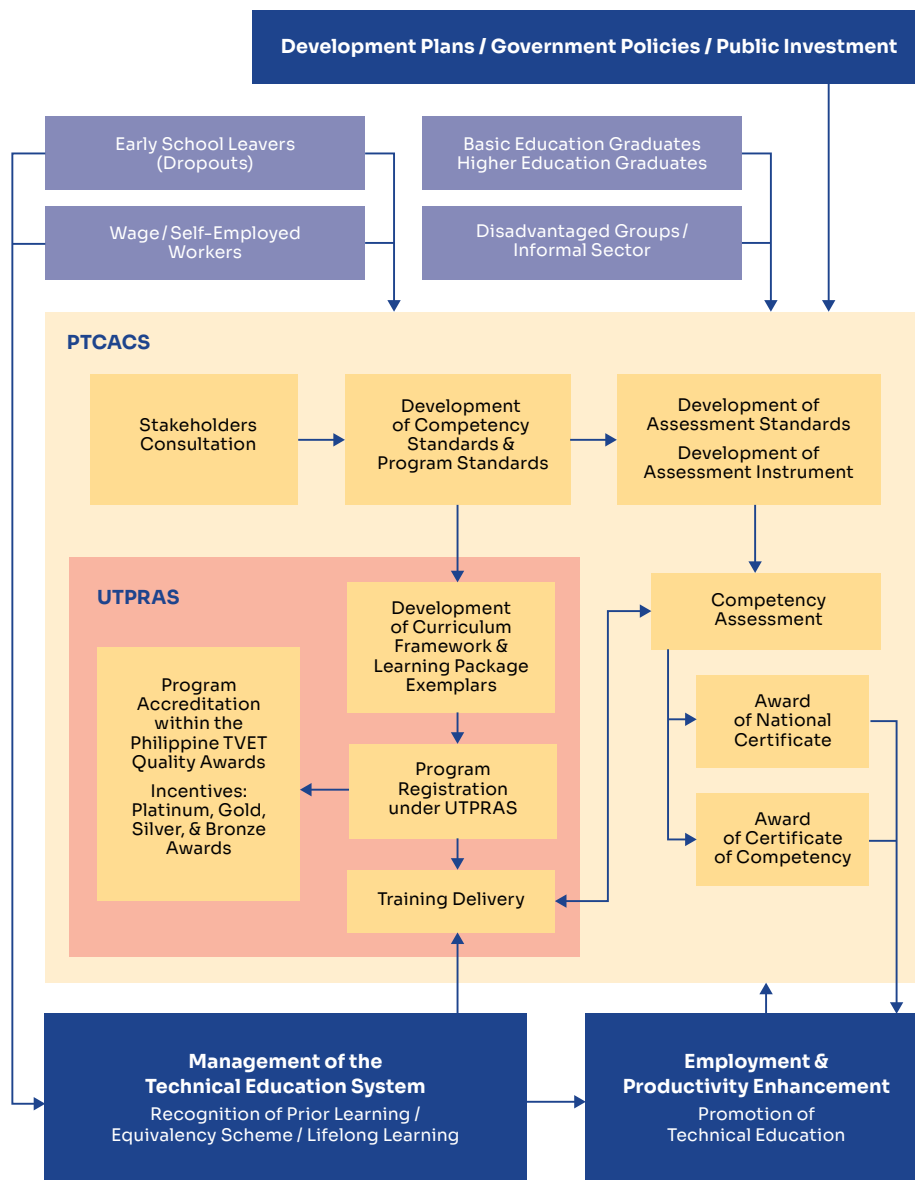 Development Plans / Government Policies / Public Investment
Early School Leavers
(Dropouts)
Basic Education Graduates
Higher Education Graduates
Wage/Self-Employed
Workers
Disadvantaged Groups/
Informal Sector
PTCACS
Stakeholders
Consultation
Development
of Competency
Standards &
Program Standards
Development of
Assessment Standards
Development of
Assessment Instrument
UTPRAS
Development
of Curriculum
Framework &
Learning Package
Exemplars
Competency
Assessment
Program
Accreditation
within the
Philippine TVET
Quality Awards
Incentives:
Platinum, Gold,
Silver, & Bronze
Awards
Program
Registration
under UTPRAS
Award
of National
Certificate
Award
of Certificate
of Competency
Training Delivery
Management of the
Technical Education System
Recognition of Prior Learning /
Equivalency Scheme / Lifelong Learning
Employment &
Productivity Enhancement
Promotion of
Technical Education